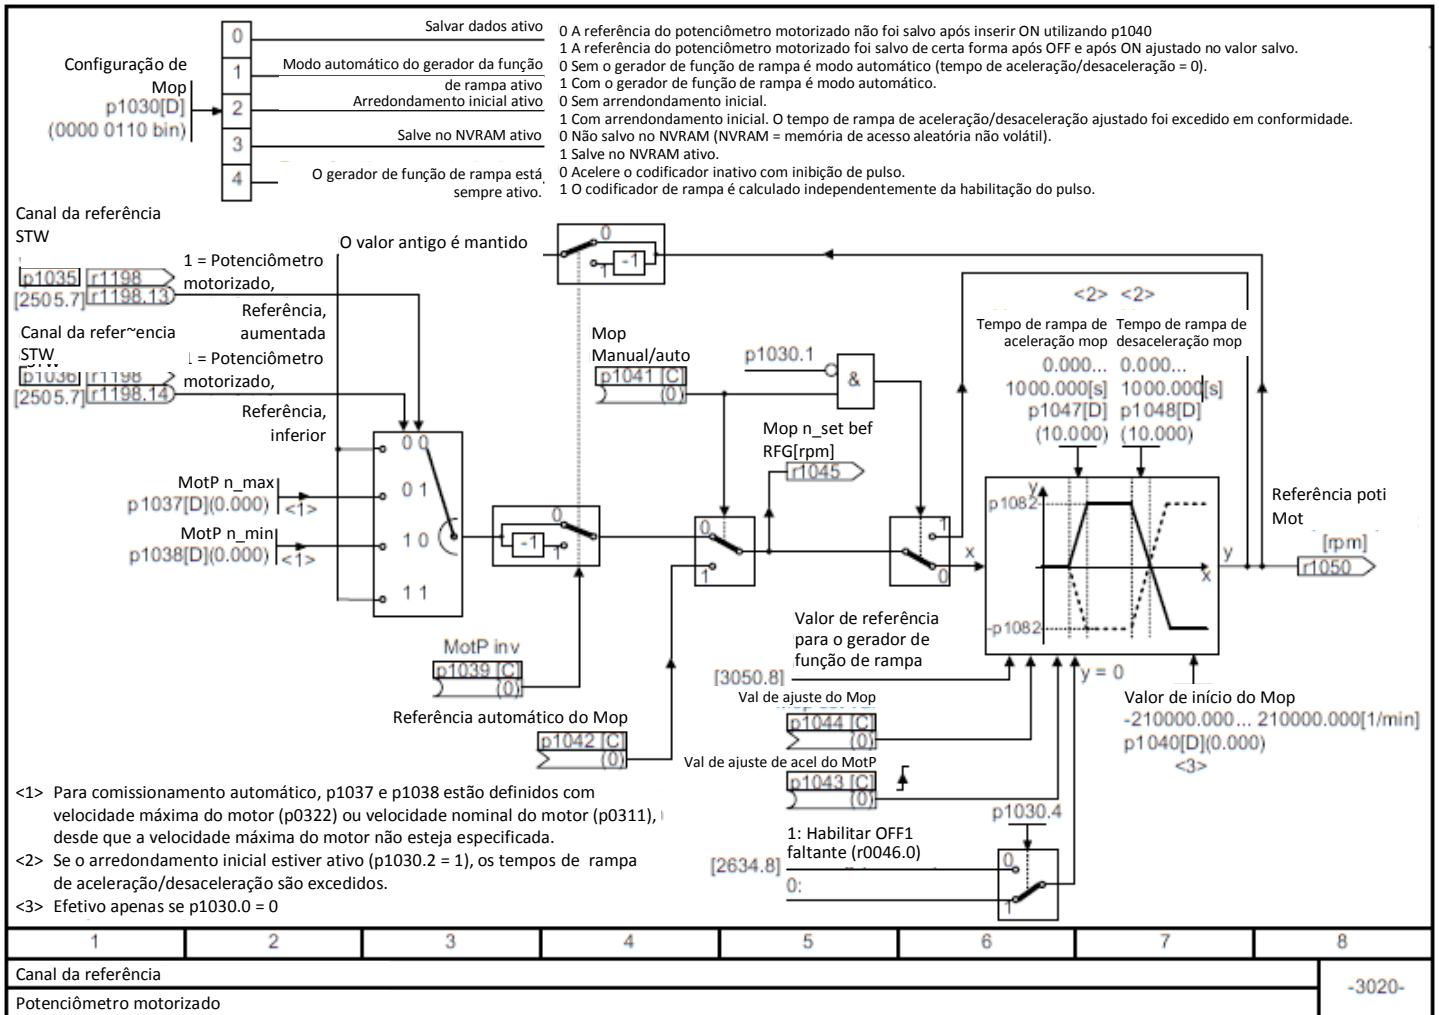 0
Salvar dados ativo
0 A referência do potenciômetro motorizado não foi salvo após inserir ON utilizando p1040
1 A referência do potenciômetro motorizado foi salvo de certa forma após OFF e após ON ajustado no valor salvo.
Configuração de
Mop
p1030[D]
(0000 0110 bin)
1
Modo automático do gerador da função
de rampa ativo
0 Sem o gerador de função de rampa é modo automático (tempo de aceleração/desaceleração = 0).
1 Com o gerador de função de rampa é modo automático.
2
Arredondamento inicial ativo
0 Sem arrendondamento inicial.
1 Com arrendondamento inicial. O tempo de rampa de aceleração/desaceleração ajustado foi excedido em conformidade.
3
Salve no NVRAM ativo
0 Não salvo no NVRAM (NVRAM = memória de acesso aleatória não volátil).
1 Salve no NVRAM ativo.
4
O gerador de função de rampa está
sempre ativo.
0 Acelere o codificador inativo com inibição de pulso.
1 O codificador de rampa é calculado independentemente da habilitação do pulso.
Canal da referência
STW
p1035 r1198
[2505.7] r1198.13
1 = Potenciômetro
motorizado,
Referência,
aumentada
O valor antigo é mantido
0
1
-1
Canal da refer~encia
STW
p1036 r1198
[2505.7] r1198.14
1 = Potenciômetro
motorizado,
Referência,
inferior
Mop
Manual/auto
p1041 [C]
(0)
p1030.1
&
Mop n_set bef
RFG[rpm]
r1045
<2> <2>
Tempo de rampa de
aceleração mop
0.000...
1000.000[s]
p1047[D]
(10.000)
Tempo de rampa de
desaceleração mop
0.000...
1000.000[s]
p1048[D]
(10.000)
0 0
0 1
1 0
1 1
MotP n_max
p1037[D](0.000)
<1>
MotP n_min
p1038[D](0.000)
<1>
-1
0
1
0
1
1
0
x
y
p1082
-p1082
x
y
Referência poti
Mot
[rpm]
r1050
MotP inv
p1039 [C]
(0)
Referência automático do Mop
p1042 [C]
(0)
Valor de referência
para o gerador de
função de rampa
[3050.8]
Val de ajuste do Mop
p1044 [C]
(0)
Val de ajuste de acel do MotP
p1043 [C]
(0)
y = 0
Valor de início do Mop
-210000.000... 210000.000[1/min]
p1040[D](0.000)
<3>
p1030.4
1: Habilitar OFF1
faltante (r0046.0)
[2634.8]
0:
0
1
<1> Para comissionamento automático, p1037 e p1038 estão definidos com
velocidade máxima do motor (p0322) ou velocidade nominal do motor (p0311),
desde que a velocidade máxima do motor não esteja especificada.
<2> Se o arredondamento inicial estiver ativo (p1030.2 = 1), os tempos de rampa
de aceleração/desaceleração são excedidos.
<3> Efetivo apenas se p1030.0 = 0
1 2 3 4 5 6 7 8
Canal da referência
Potenciômetro motorizado
-3020-